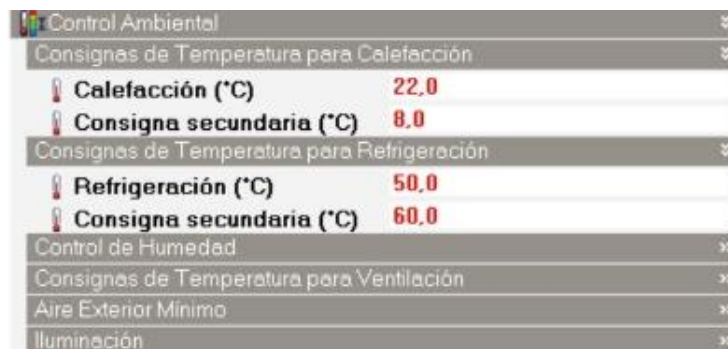 Control Ambiental
Consignas de Temperatura para Calefacción
Calefacción (°C) 22,0
Consigna secundaria (°C) 8,0
Consignas de Temperatura para Refrigeración
Refrigeración (°C) 50,0
Consigna secundaria (°C) 60,0
Control de Humedad
Consignas de Temperatura para Ventilación
Aire Exterior Mínimo
Iluminación